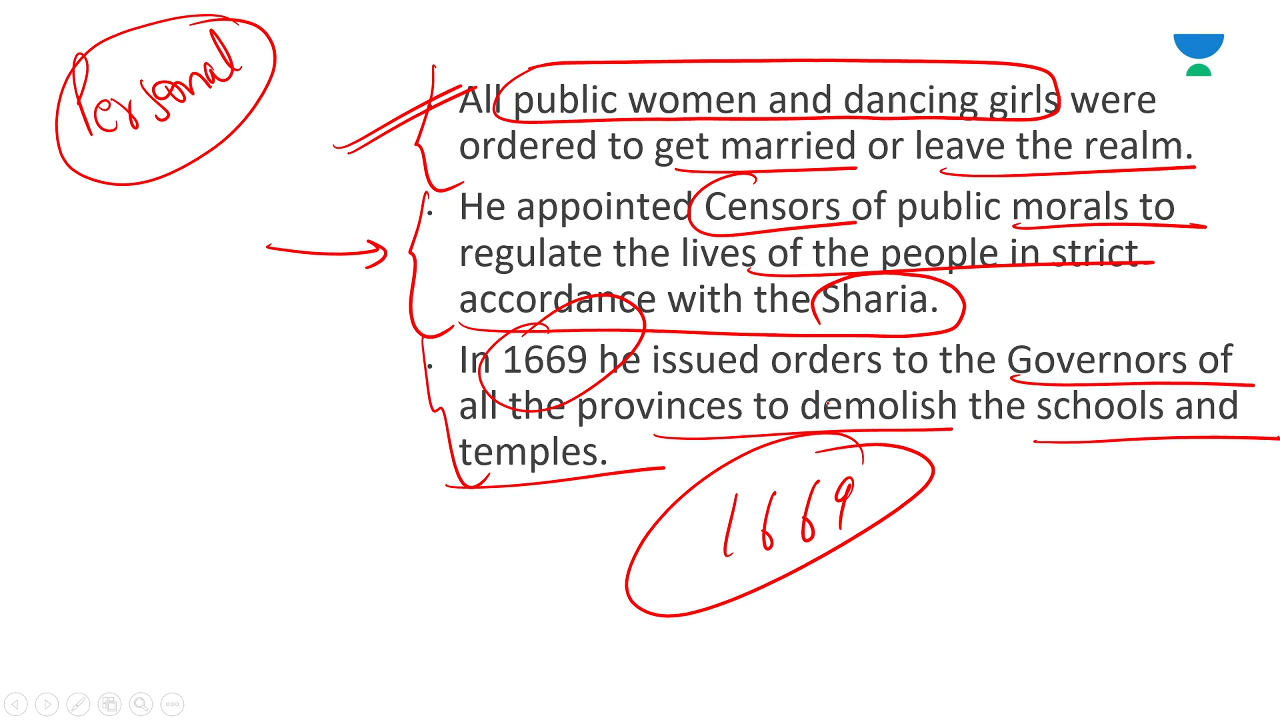 Personal
All public women and dancing girls were
ordered to get married or leave the realm.
· He appointed Censors of public morals to
regulate the lives of the people in strict
accordance with the Sharia.
· In 1669 he issued orders to the Governors of
all the provinces to demolish the schools and
temples.
1669